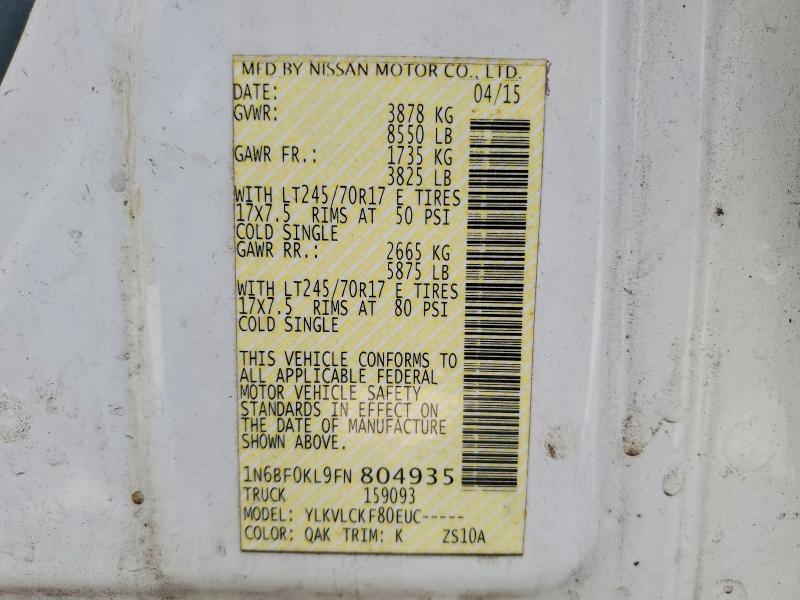 MFD BY NISSAN MOTOR CO., LTD.
DATE: 04/15
GVWR: 3878 KG
8550 LB
GAWR FR.: 1735 KG
3825 LB
WITH LT245/70R17 E TIRES
17X7.5 RIMS AT 50 PSI
COLD SINGLE
GAWR RR.: 2665 KG
5875 LB
WITH LT245/70R17 E TIRES
17X7.5 RIMS AT 80 PSI
COLD SINGLE
THIS VEHICLE CONFORMS TO
ALL APPLICABLE FEDERAL
MOTOR VEHICLE SAFETY
STANDARDS IN EFFECT ON
THE DATE OF MANUFACTURE
SHOWN ABOVE.
1N6BF0KL9FN 804935
TRUCK 159093
MODEL: YLKVLCKF80EUC-----
COLOR: QAK TRIM: K ZS10A